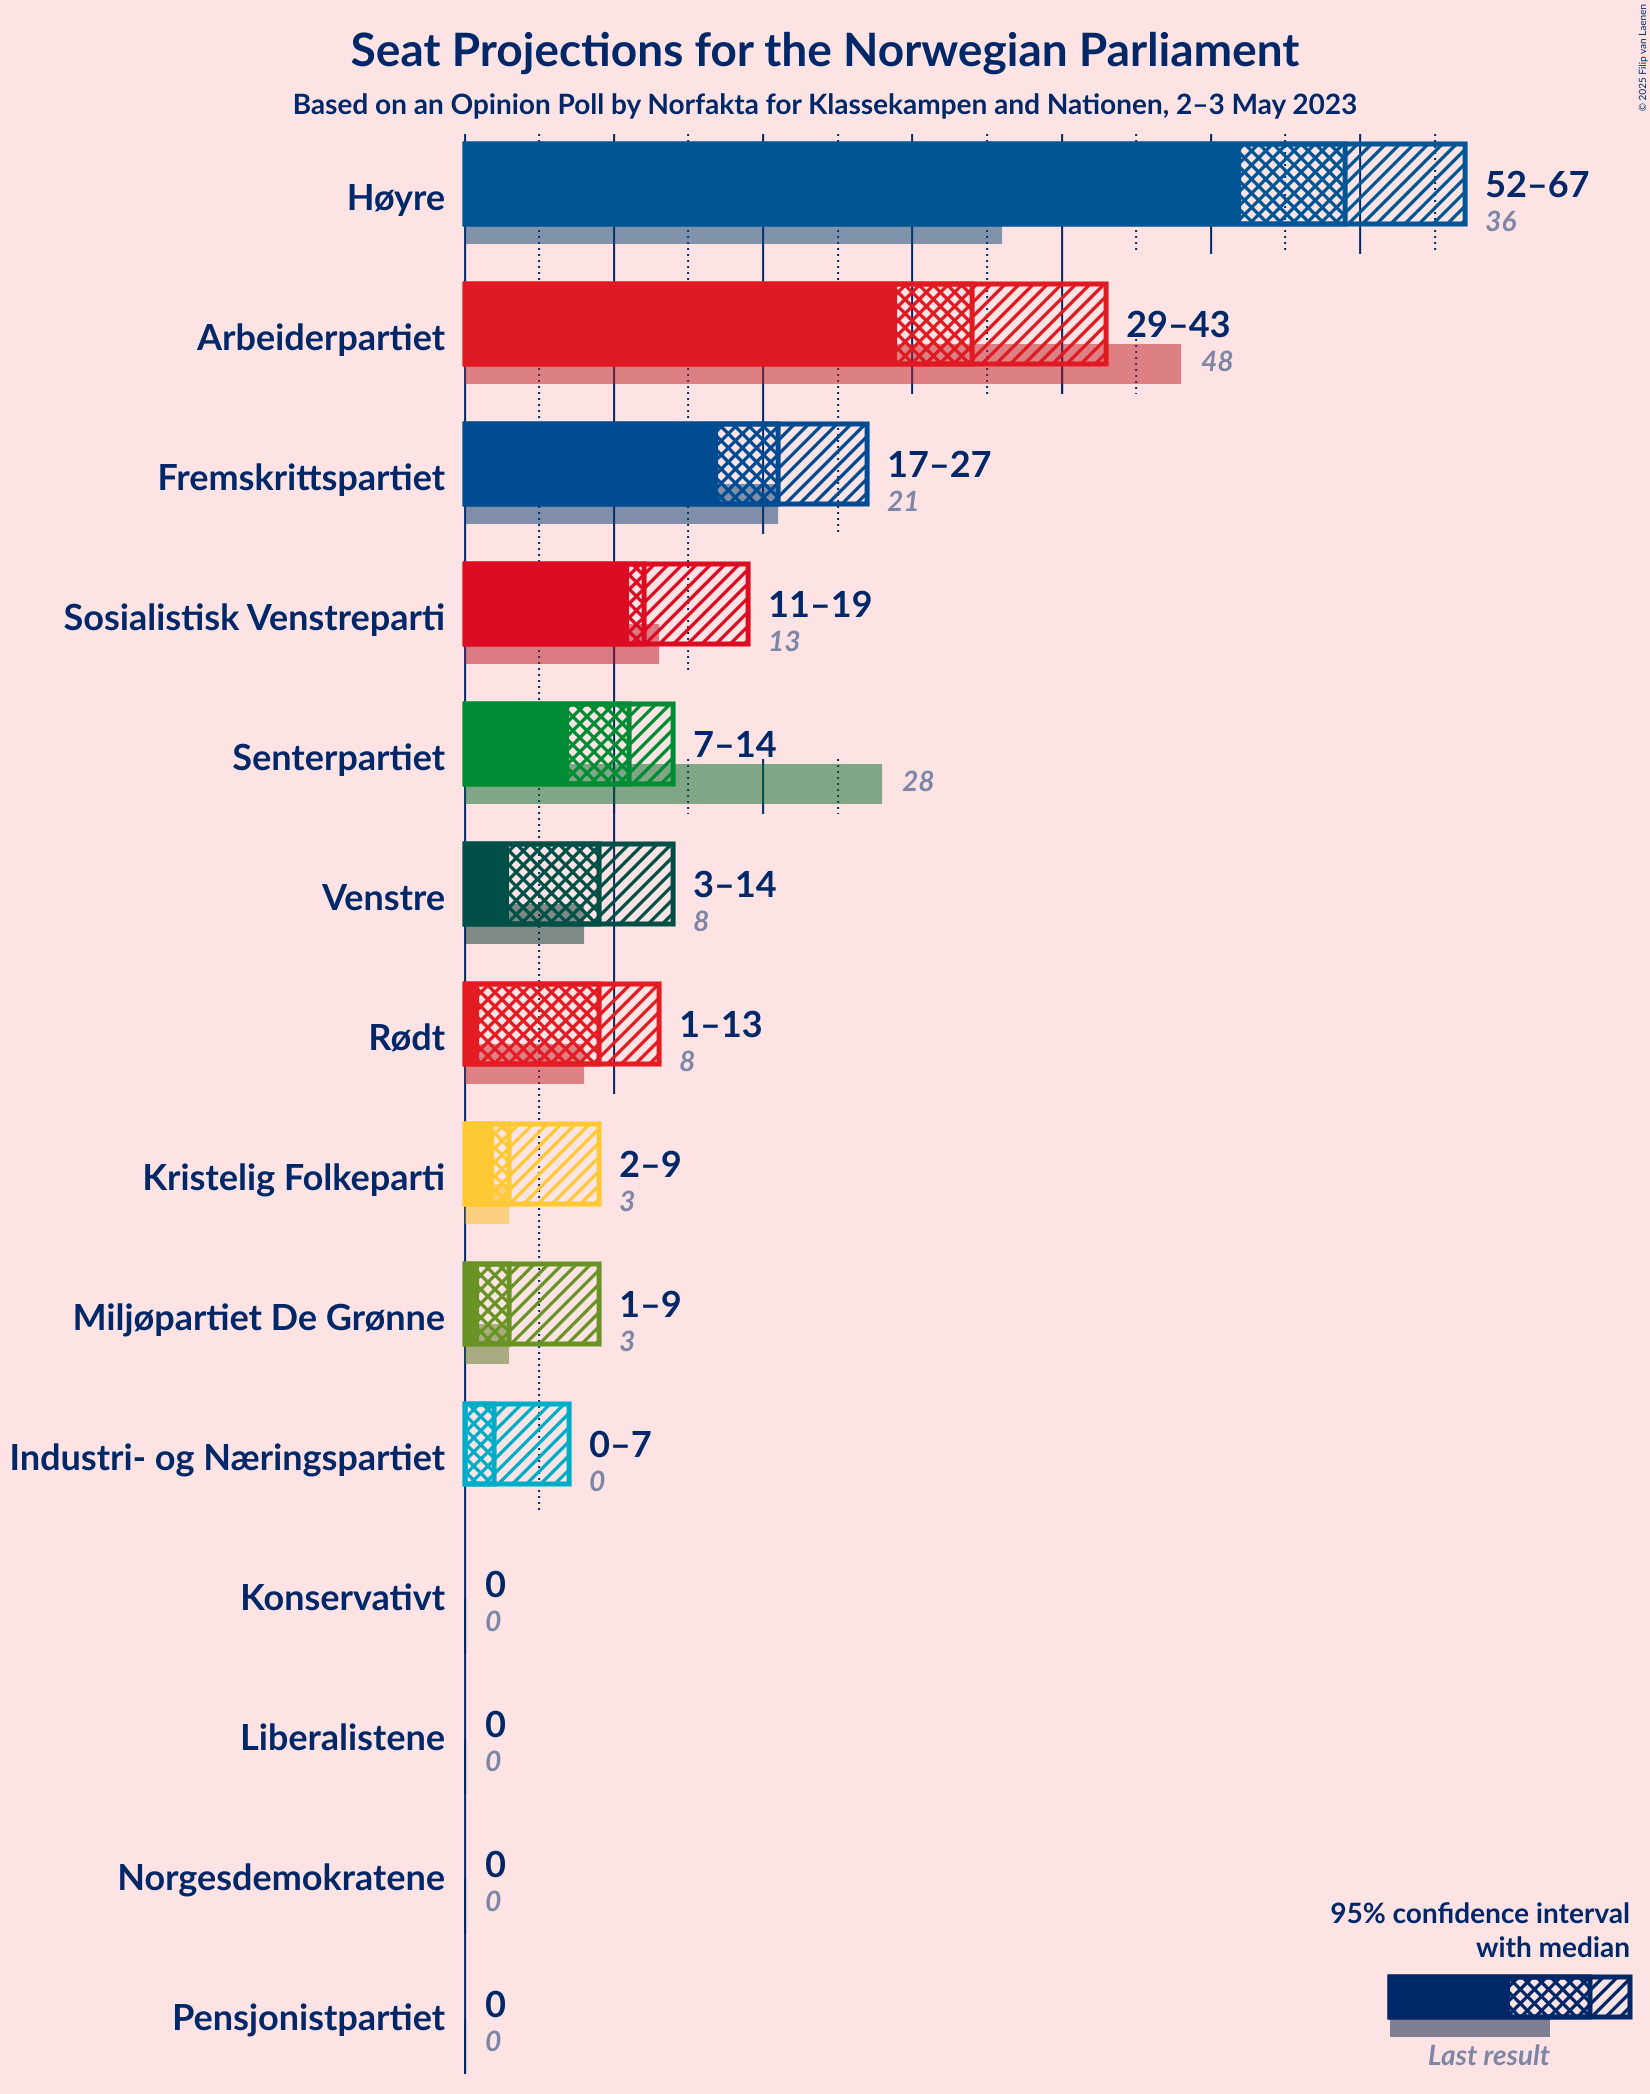 Seat Projections for the Norwegian Parliament
Based on an Opinion Poll by Norfakta for Klassekampen and Nationen, 2–3 May 2023
© 2025 Filip van Laenen
Høyre
52–67
36
Arbeiderpartiet
29–43
48
Fremskrittspartiet
17–27
21
Sosialistisk Venstreparti
11–19
13
Senterpartiet
7–14
28
Venstre
3–14
8
Rødt
1–13
8
Kristelig Folkeparti
2–9
3
Miljøpartiet De Grønne
1–9
3
Industri- og Næringspartiet
0–7
0
Konservativt
0
0
Liberalistene
0
0
Norgesdemokratene
0
0
Pensjonistpartiet
0
0
95% confidence interval
with median
Last result